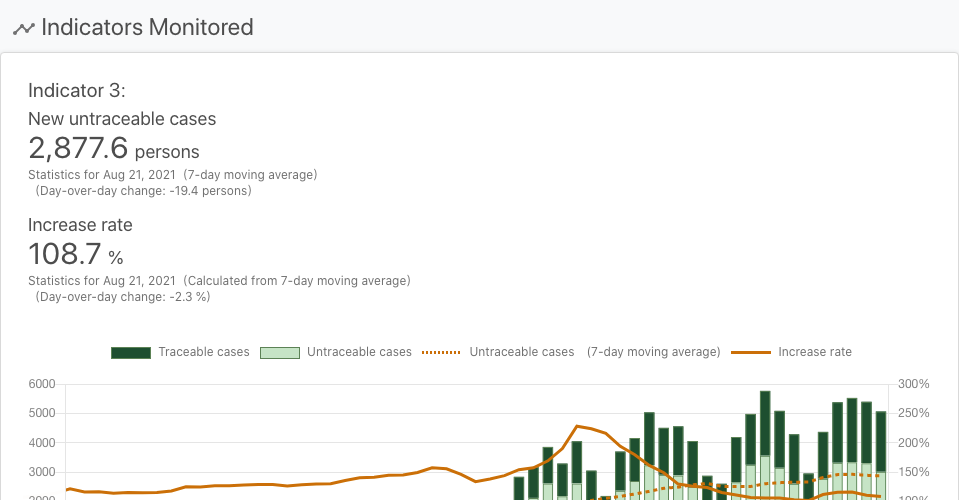 Indicators Monitored
Indicator 3:
New untraceable cases
2,877.6 persons
Statistics for Aug 21, 2021 (7-day moving average)
(Day-over-day change: -19.4 persons)
Increase rate
108.7 %
Statistics for Aug 21, 2021 (Calculated from 7-day moving average)
(Day-over-day change: -2.3 %)
Traceable cases Untraceable cases Untraceable cases (7-day moving average) Increase rate
6000 300%
5000 250%
4000 200%
3000 150%
2000 100%